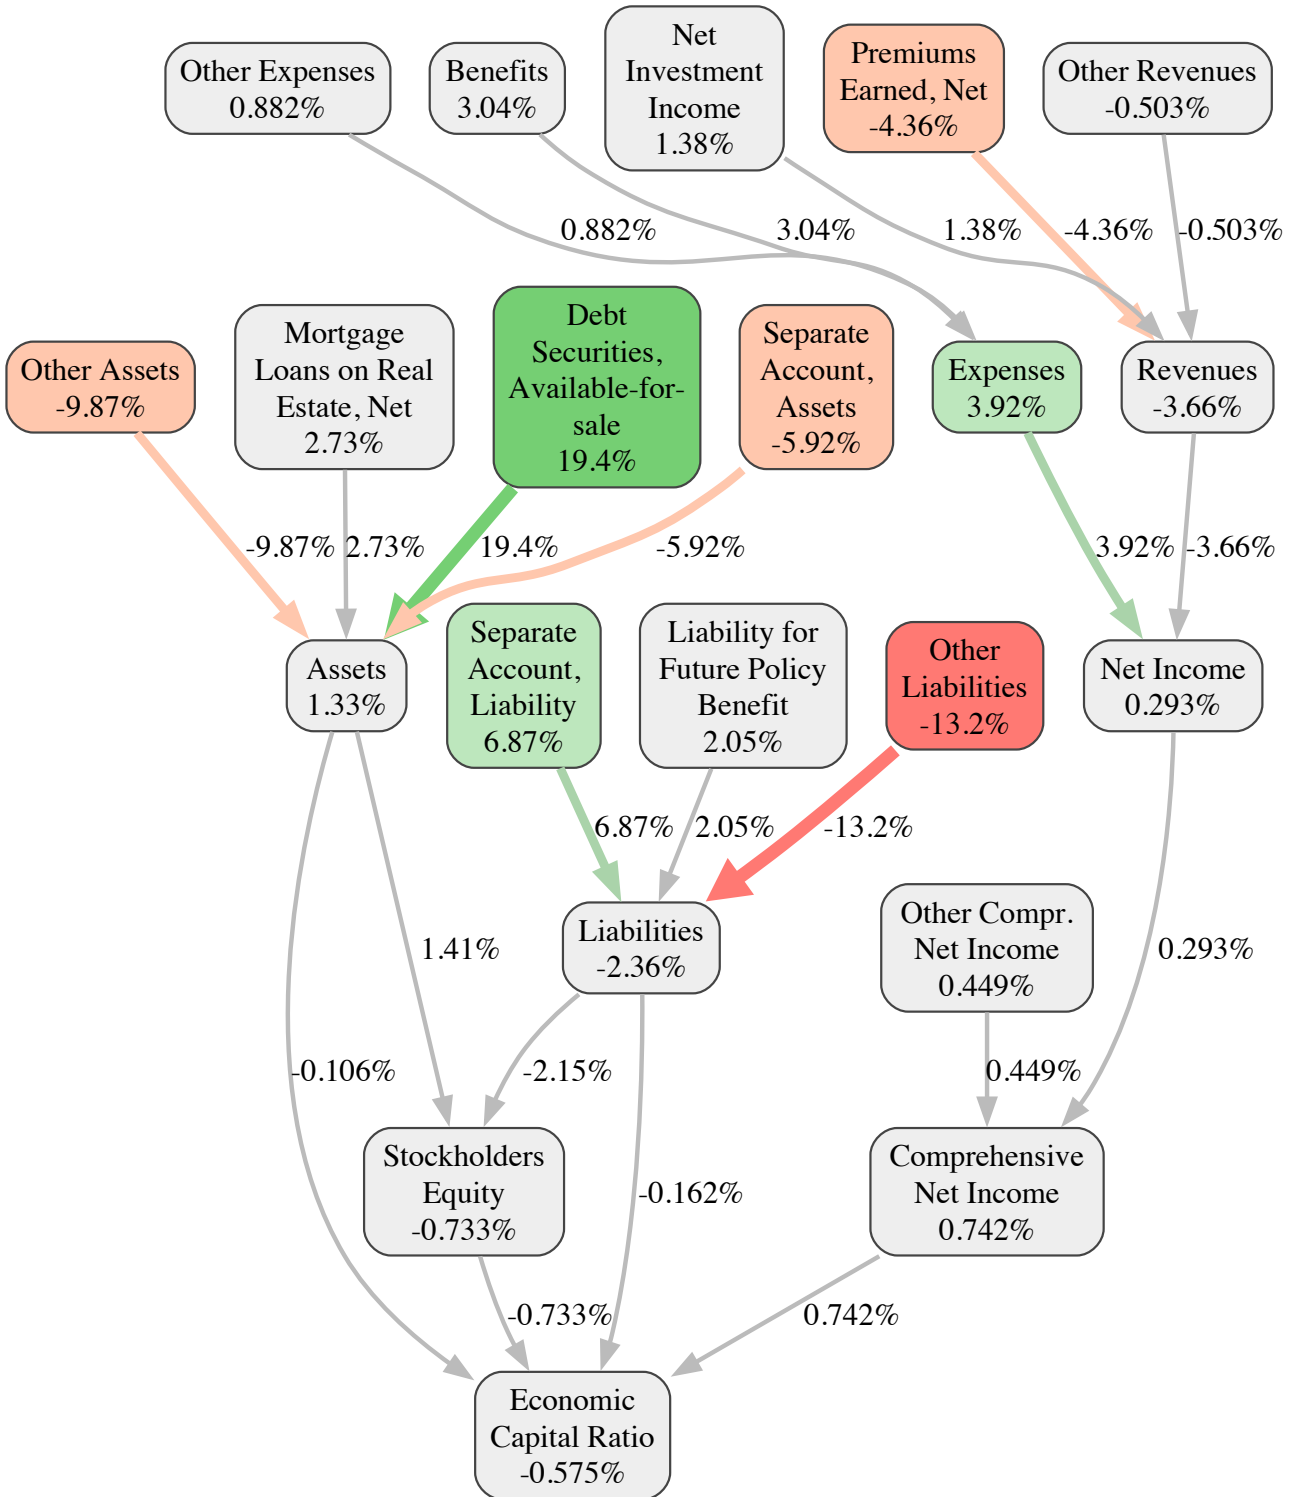 Other Expenses
0.882%
Benefits
3.04%
Net
Investment
Income
1.38%
Premiums
Earned, Net
-4.36%
Other Revenues
-0.503%
0.882%
3.04%
1.38%
-4.36%
-0.503%
Other Assets
-9.87%
Mortgage
Loans on Real
Estate, Net
2.73%
Debt
Securities,
Available-for-
sale
19.4%
Separate
Account,
Assets
-5.92%
Expenses
3.92%
Revenues
-3.66%
-9.87%
2.73%
19.4%
-5.92%
3.92%
-3.66%
Assets
1.33%
Separate
Account,
Liability
6.87%
Liability for
Future Policy
Benefit
2.05%
Other
Liabilities
-13.2%
Net Income
0.293%
6.87%
2.05%
-13.2%
Liabilities
-2.36%
Other Compr.
Net Income
0.449%
1.41%
0.293%
-0.106%
-2.15%
0.449%
Stockholders
Equity
-0.733%
-0.162%
Comprehensive
Net Income
0.742%
-0.733%
0.742%
Economic
Capital Ratio
-0.575%